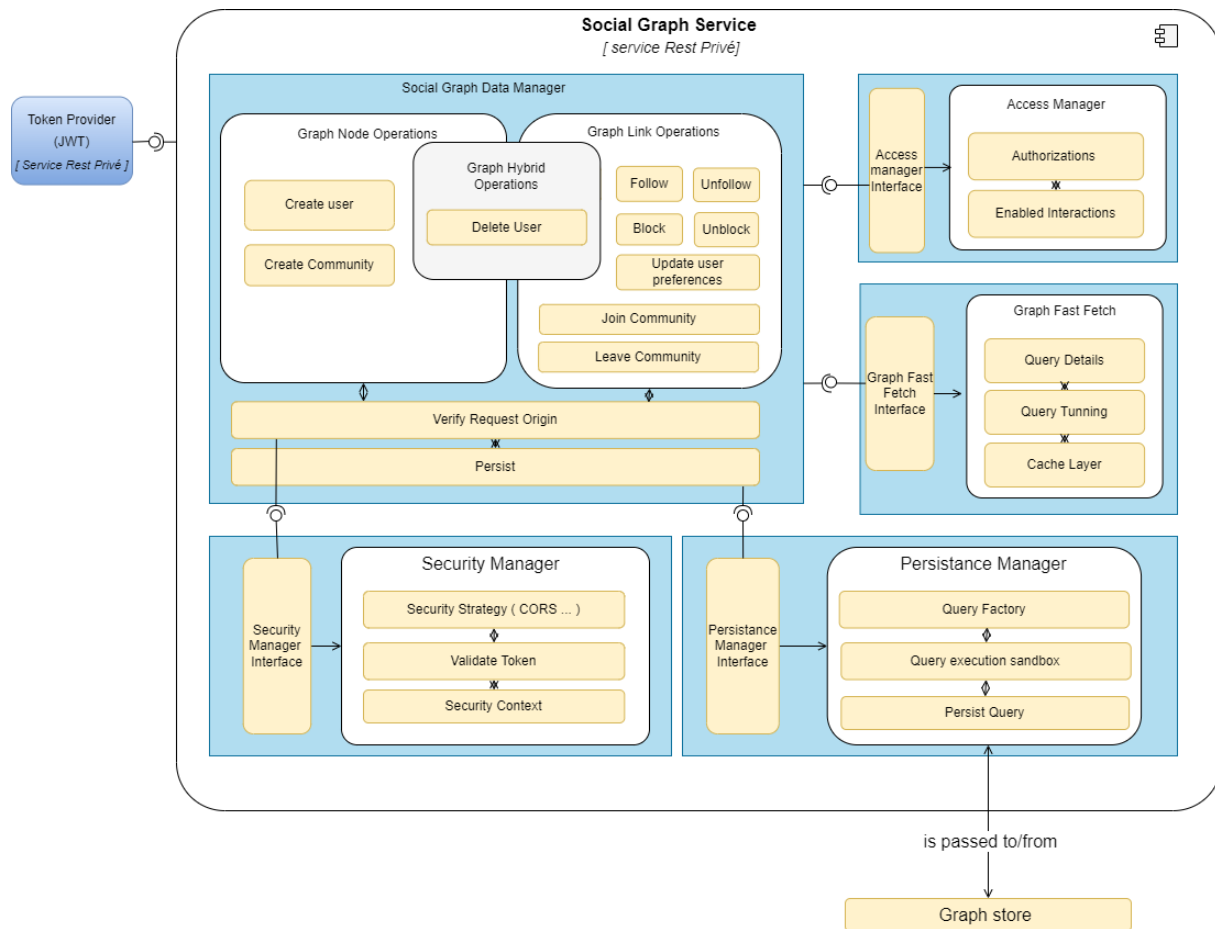 Social Graph Service
[ service Rest Privé]
Token Provider
(JWT)
[ Service Rest Privé ]
Social Graph Data Manager
Graph Node Operations
Create user
Create Community
Graph Hybrid
Operations
Delete User
Graph Link Operations
Follow
Unfollow
Block
Unblock
Update user
preferences
Join Community
Leave Community
Verify Request Origin
Persist
Access
manager
Interface
Access Manager
Authorizations
Enabled Interactions
Graph Fast
Fetch
Interface
Graph Fast Fetch
Query Details
Query Tunning
Cache Layer
Security
Manager
Interface
Security Manager
Security Strategy ( CORS ... )
Validate Token
Security Context
Persistance
Manager
Interface
Persistance Manager
Query Factory
Query execution sandbox
Persist Query
is passed to/from
Graph store